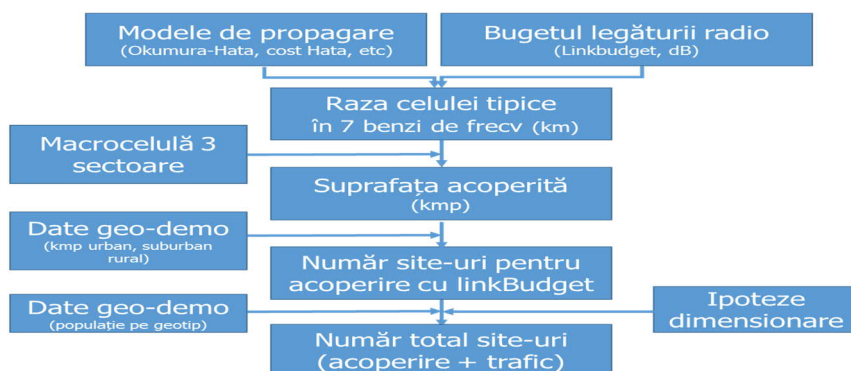 Modele de propagare
(Okumura-Hata, cost Hata, etc)
Bugetul legăturii radio
(Linkbudget, dB)
Raza celulei tipice
în 7 benzi de frecv (km)
Macrocelulă 3
sectoare
Suprafața acoperită
(kmp)
Date geo-demo
(kmp urban, suburban
rural)
Număr site-uri pentru
acoperire cu linkBudget
Date geo-demo
(populație pe geotip)
Ipoteze
dimensionare
Număr total site-uri
(acoperire + trafic)